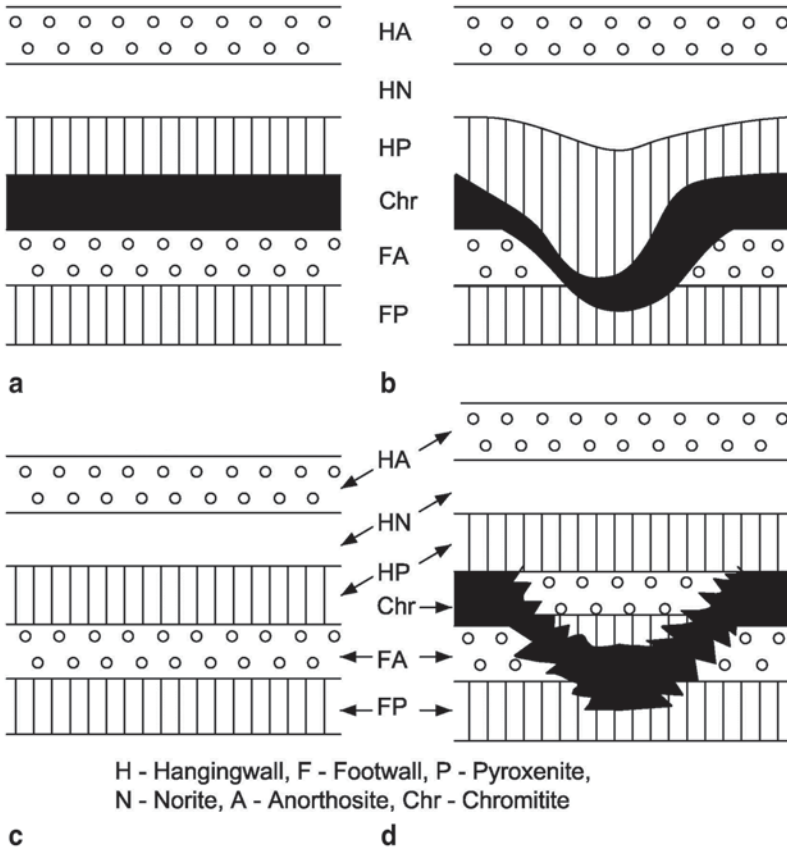 HA
HN
HP
Chr
FA
FP
a
b
HA
HN
HP
Chr
FA
FP
H - Hangingwall, F - Footwall, P - Pyroxenite,
N - Norite, A - Anorthosite, Chr - Chromitite
c
d